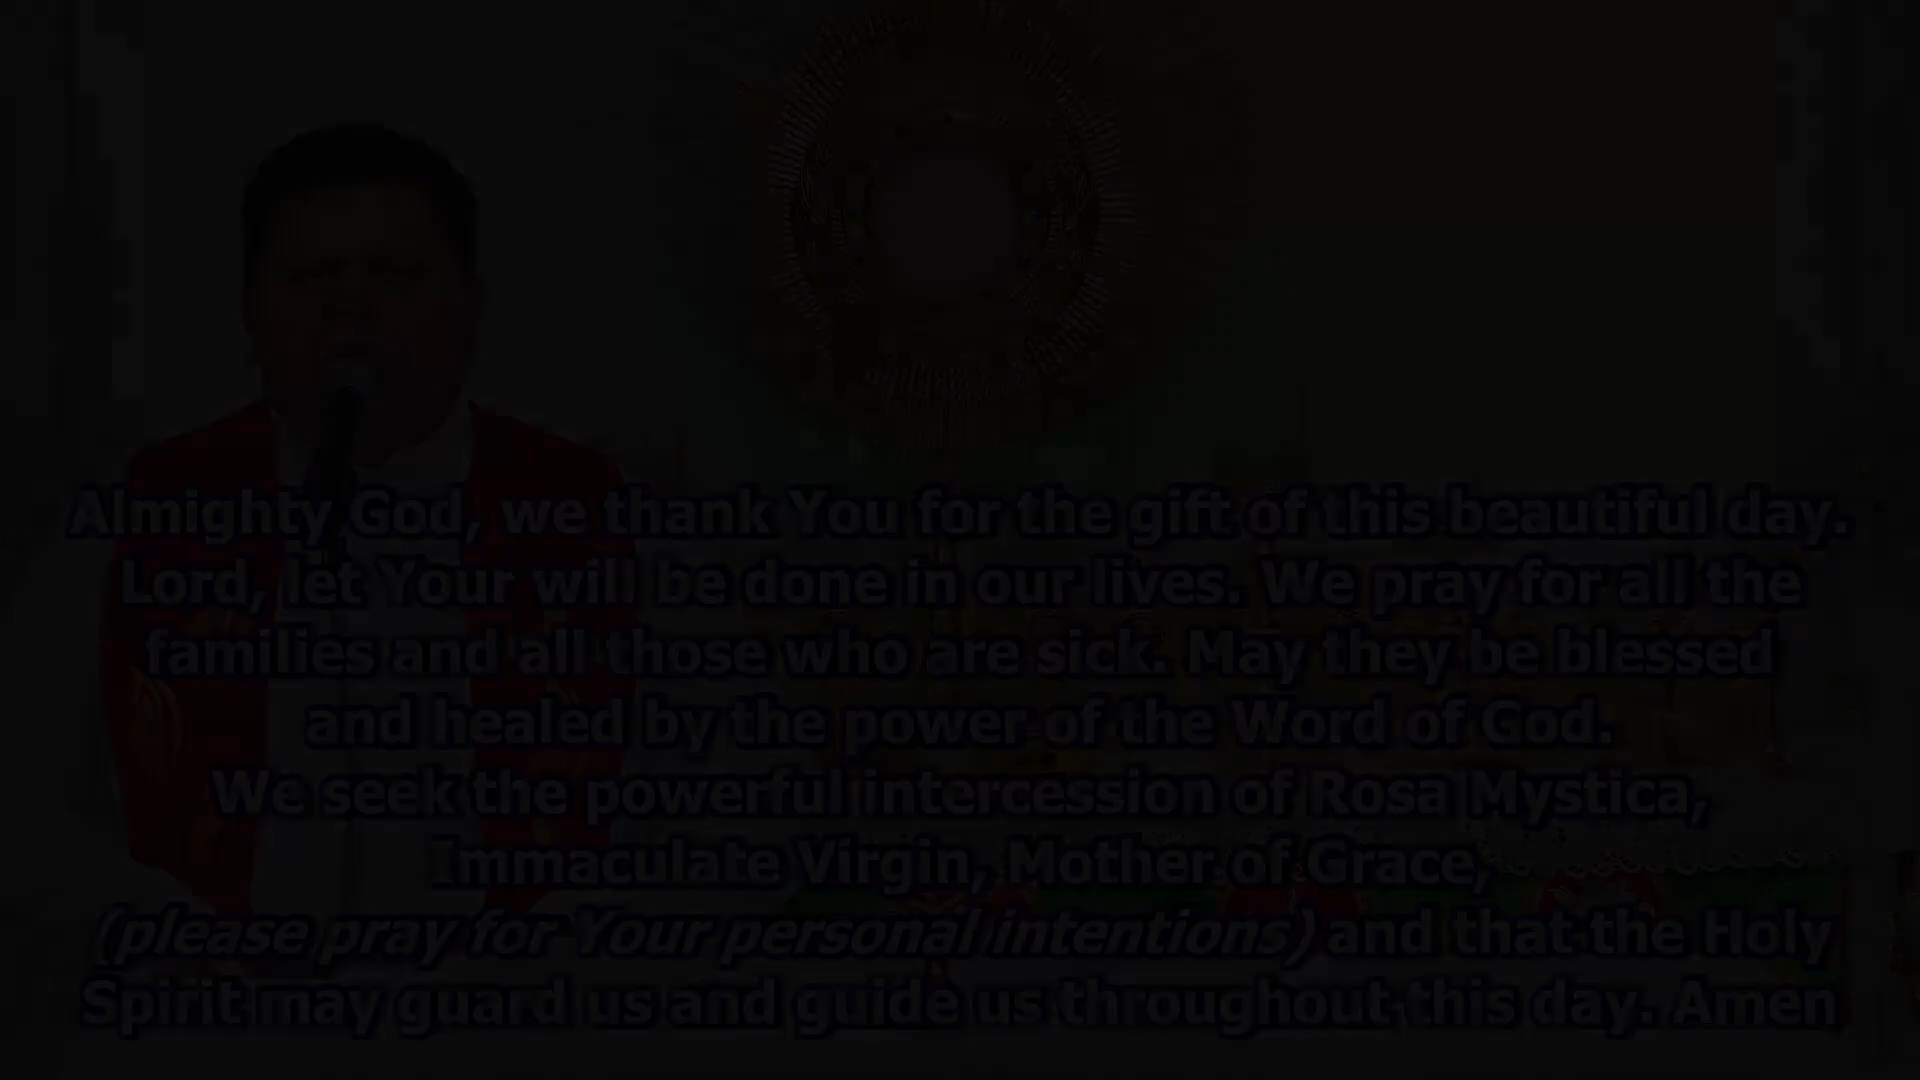 Almighty God, we thank You for the gift of this beautiful day.
Lord, let Your will be done in our lives. We pray for all the
families and all those who are sick. May they be blessed
and healed by the power of the Word of God.
We seek the powerful intercession of Rosa Mystica,
Immaculate Virgin, Mother of Grace,
(please pray for Your personal intentions) and that the Holy
Spirit may guard us and guide us throughout this day. Amen